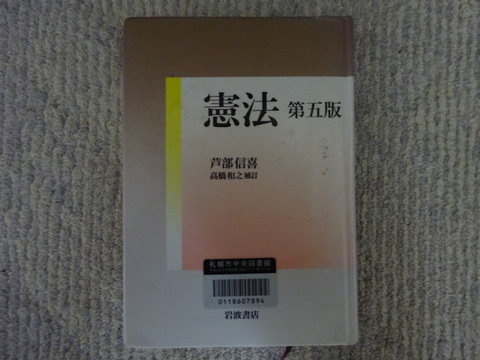 憲法 第五版
芦部信喜
高橋和之補訂
札幌市中央図書館
0118607894
岩波書店